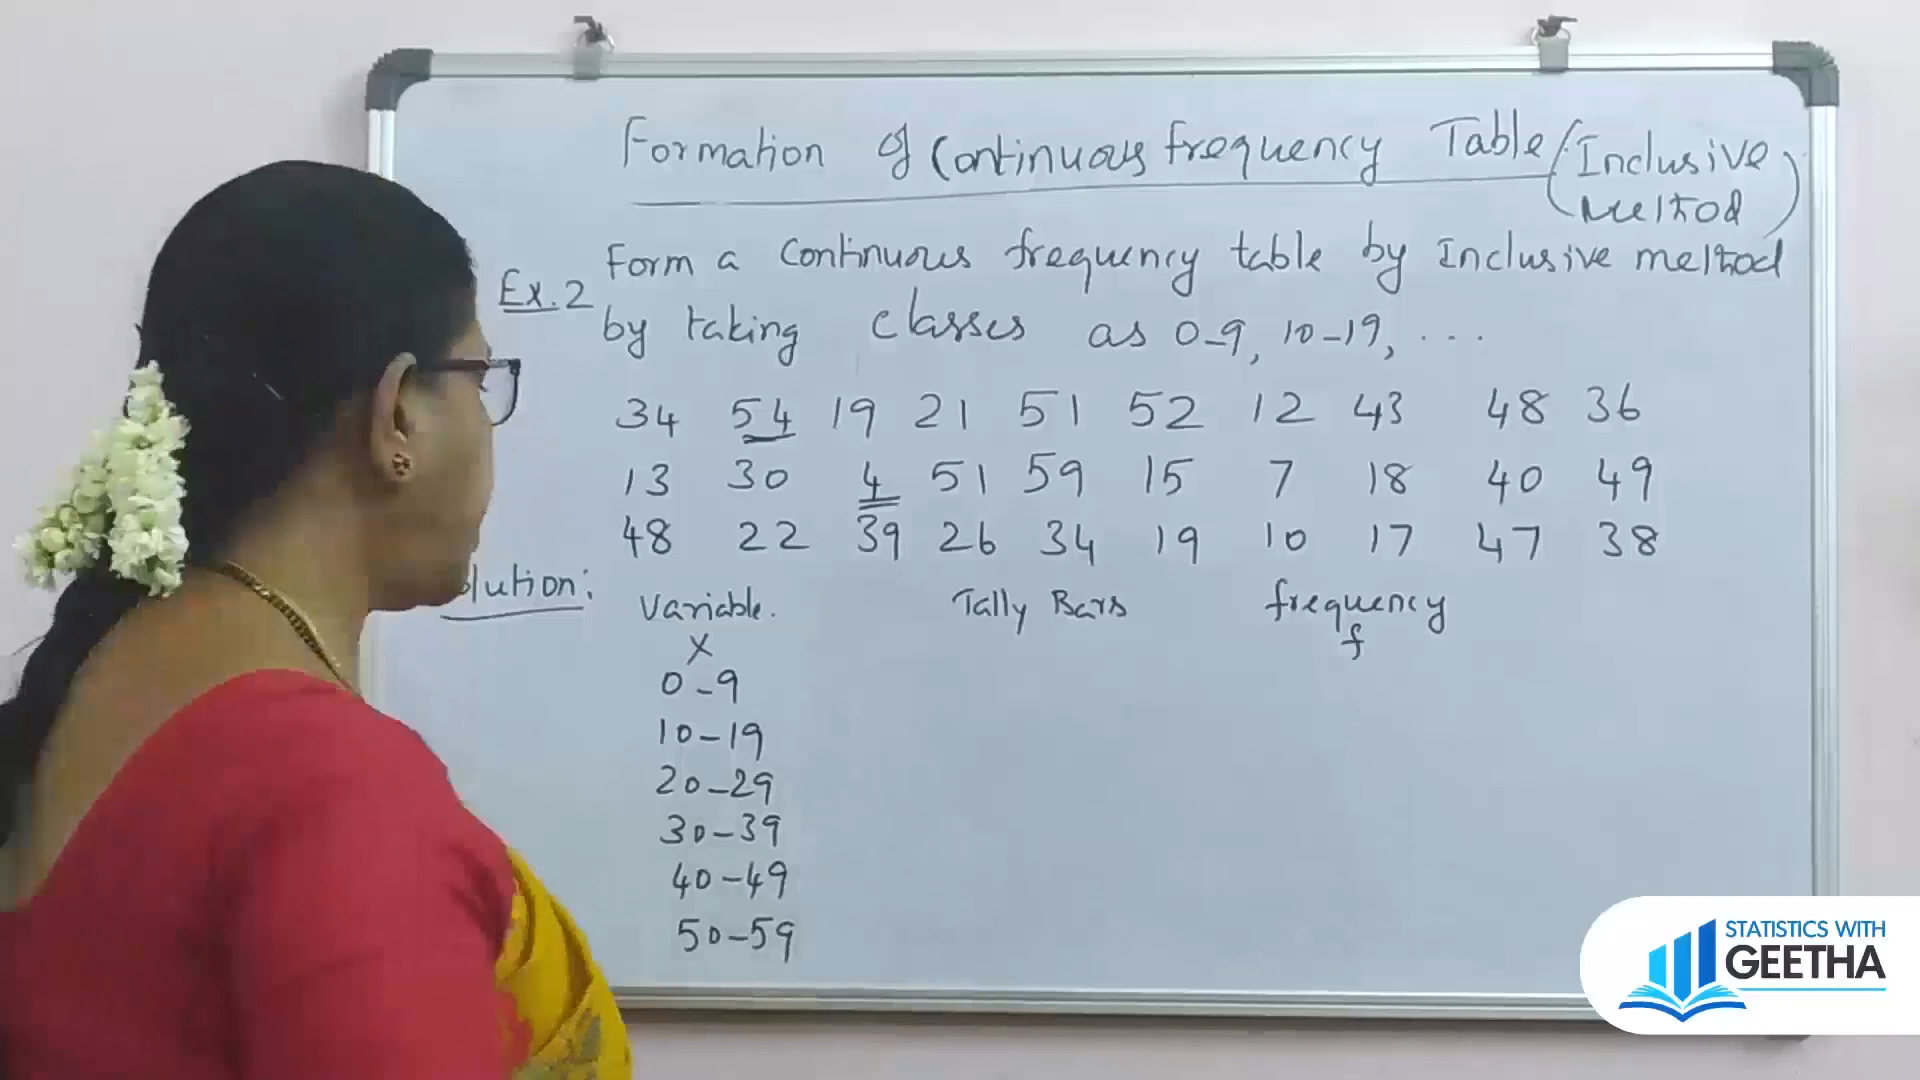 Formation of Continuous frequency Table (Inclusive Method)
Ex.2 Form a Continuous frequency table by Inclusive method
by taking classes as 0-9, 10-19, ...
34 54 19 21 51 52 12 43 48 36
13 30 4 51 59 15 7 18 40 49
48 22 39 26 34 19 10 17 47 38
lution:
Variable. Tally Bars frequency
X f
0-9
10-19
20-29
30-39
40-49
50-59
STATISTICS WITH
GEETHA